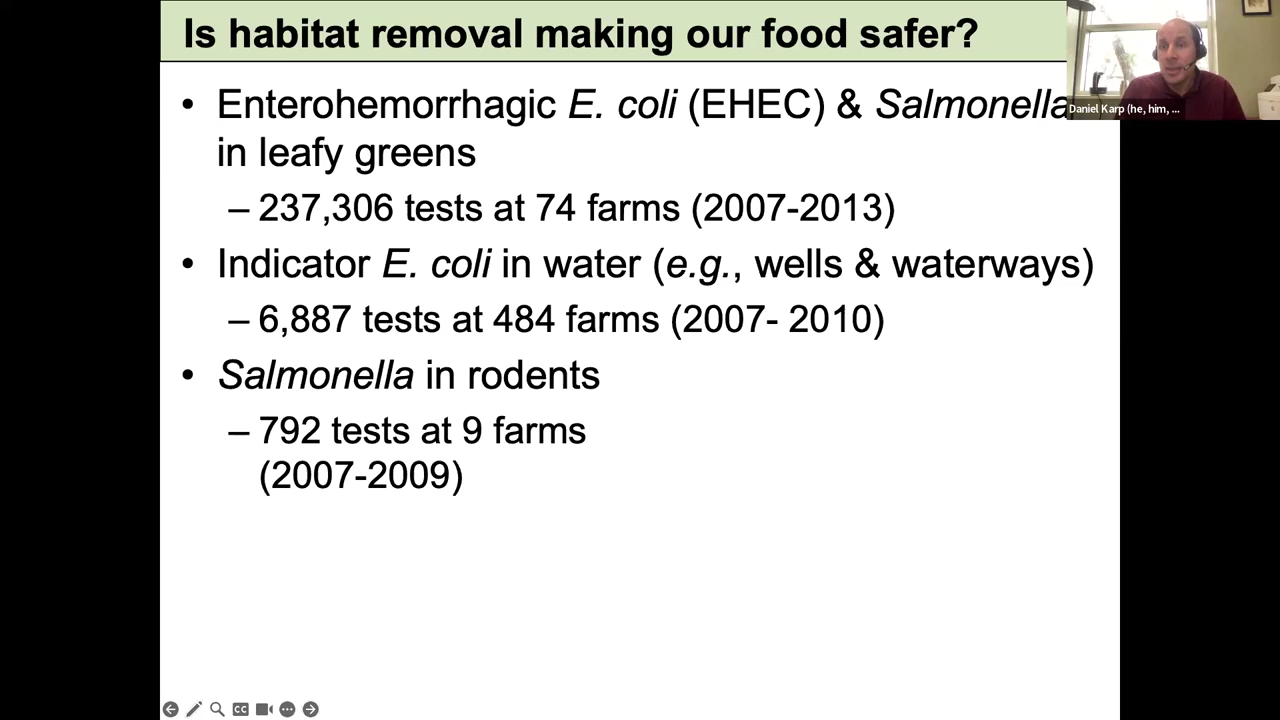 Is habitat removal making our food safer?
• Enterohemorrhagic E. coli (EHEC) & Salmonella
in leafy greens
– 237,306 tests at 74 farms (2007-2013)
• Indicator E. coli in water (e.g., wells & waterways)
– 6,887 tests at 484 farms (2007- 2010)
• Salmonella in rodents
– 792 tests at 9 farms
(2007-2009)
Daniel Karp (he, him, ...
CC